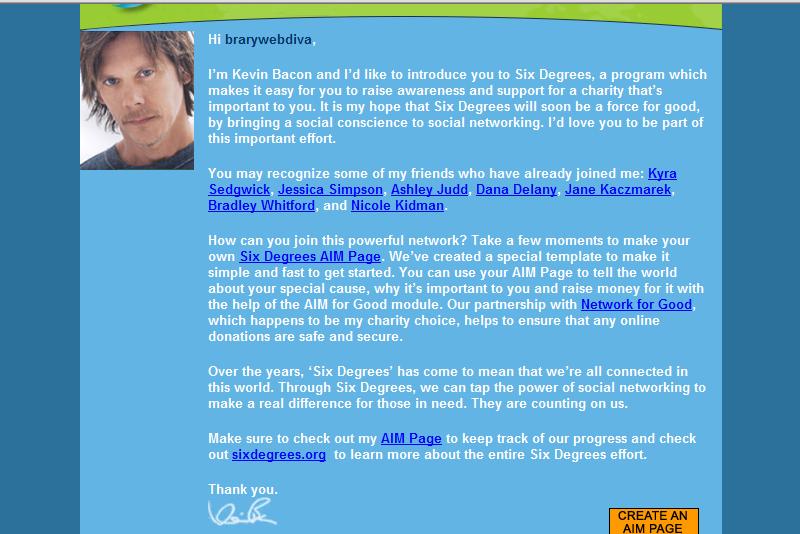 Hi brarywebdiva,
I'm Kevin Bacon and I'd like to introduce you to Six Degrees, a program which
makes it easy for you to raise awareness and support for a charity that's
important to you. It is my hope that Six Degrees will soon be a force for good,
by bringing a social conscience to social networking. I'd love you to be part of
this important effort.
You may recognize some of my friends who have already joined me: Kyra
Sedgwick, Jessica Simpson, Ashley Judd, Dana Delany, Jane Kaczmarek,
Bradley Whitford, and Nicole Kidman.
How can you join this powerful network? Take a few moments to make your
own Six Degrees AIM Page. We've created a special template to make it
simple and fast to get started. You can use your AIM Page to tell the world
about your special cause, why it's important to you and raise money for it with
the help of the AIM for Good module. Our partnership with Network for Good,
which happens to be my charity choice, helps to ensure that any online
donations are safe and secure.
Over the years, ‘Six Degrees’ has come to mean that we're all connected in
this world. Through Six Degrees, we can tap the power of social networking to
make a real difference for those in need. They are counting on us.
Make sure to check out my AIM Page to keep track of our progress and check
out sixdegrees.org to learn more about the entire Six Degrees effort.
Thank you.
CREATE AN
AIM PAGE